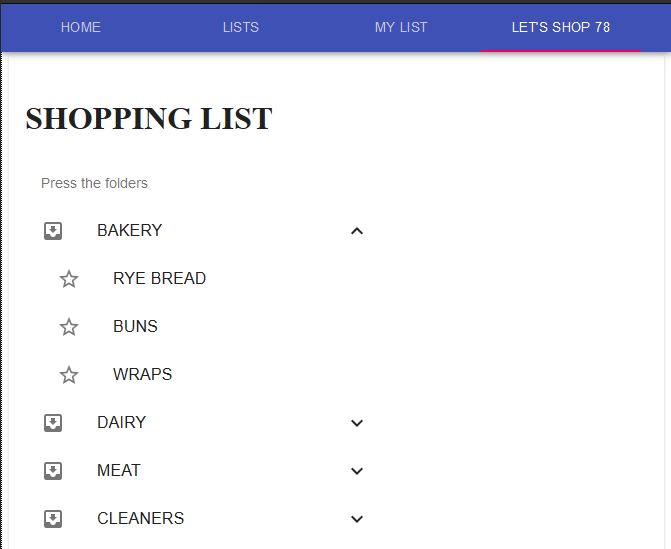 HOME LISTS MY LIST LET'S SHOP 78
SHOPPING LIST
Press the folders
BAKERY
RYE BREAD
BUNS
WRAPS
DAIRY
MEAT
CLEANERS